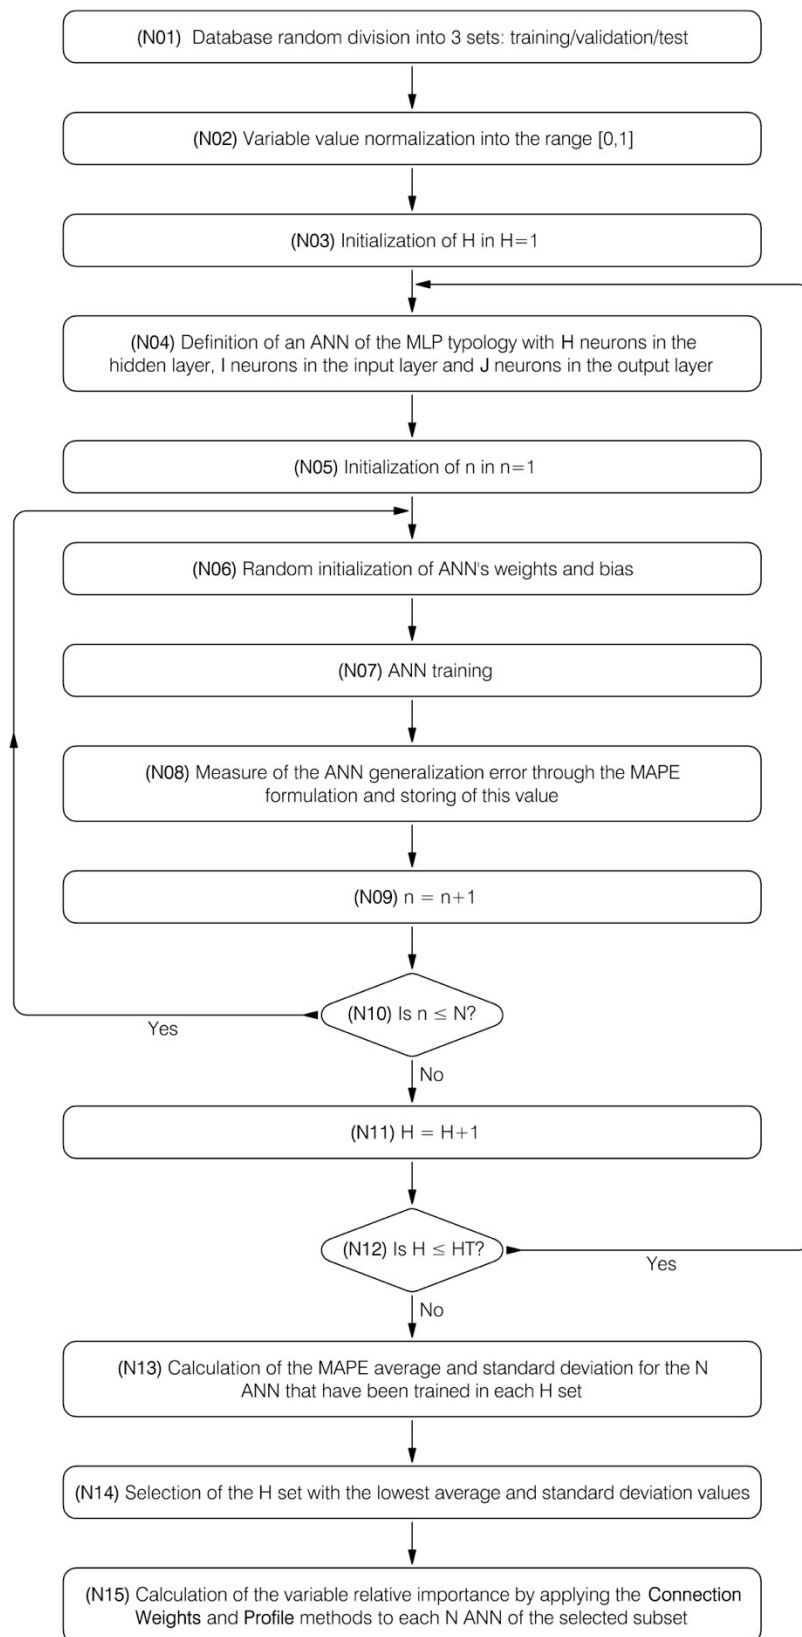 (N01) Database random division into 3 sets: training/validation/test
(N02) Variable value normalization into the range [0,1]
(N03) Initialization of H in H=1
(N04) Definition of an ANN of the MLP typology with H neurons in the
hidden layer, I neurons in the input layer and J neurons in the output layer
(N05) Initialization of n in n=1
(N06) Random initialization of ANN's weights and bias
(N07) ANN training
(N08) Measure of the ANN generalization error through the MAPE
formulation and storing of this value
(N09) n = n+1
(N10) Is n ≤ N?
Yes
No
(N11) H = H+1
(N12) Is H ≤ HT?
Yes
No
(N13) Calculation of the MAPE average and standard deviation for the N
ANN that have been trained in each H set
(N14) Selection of the H set with the lowest average and standard deviation values
(N15) Calculation of the variable relative importance by applying the Connection
Weights and Profile methods to each N ANN of the selected subset